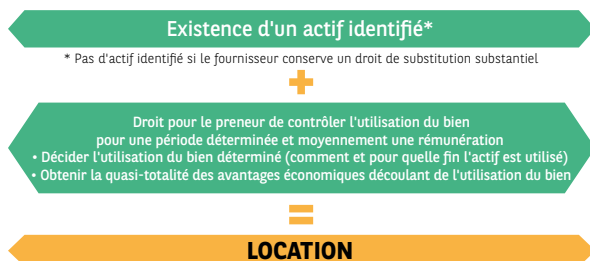 Existence d'un actif identifié*
* Pas d'actif identifié si le fournisseur conserve un droit de substitution substantiel
+
Droit pour le preneur de contrôler l'utilisation du bien
pour une période déterminée et moyennement une rémunération
• Décider l'utilisation du bien déterminé (comment et pour quelle fin l'actif est utilisé)
• Obtenir la quasi-totalité des avantages économiques découlant de l'utilisation du bien
=
LOCATION